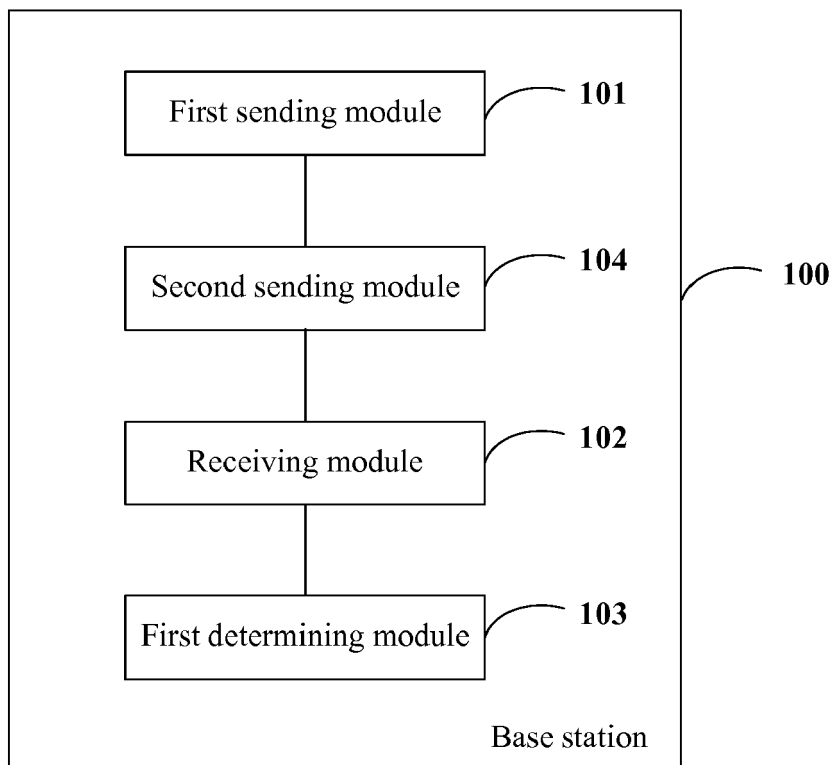 First sending module
101
Second sending module
104
100
Receiving module
102
First determining module
103
Base station